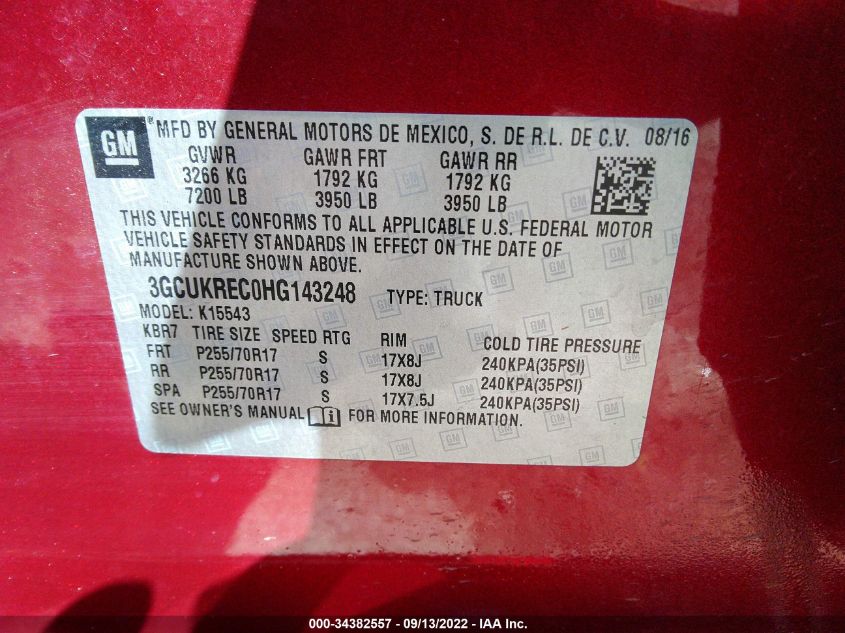 GM ® MFD BY GENERAL MOTORS DE MEXICO, S. DE R.L. DE C.V. 08/16
GVWR GAWR FRT GAWR RR
3266 KG 1792 KG 1792 KG
7200 LB 3950 LB 3950 LB
THIS VEHICLE CONFORMS TO ALL APPLICABLE U.S. FEDERAL MOTOR
VEHICLE SAFETY STANDARDS IN EFFECT ON THE DATE OF
MANUFACTURE SHOWN ABOVE.
3GCUKREC0HG143248 TYPE: TRUCK
MODEL: K15543
KBR7 TIRE SIZE SPEED RTG RIM COLD TIRE PRESSURE
FRT P255/70R17 S 17X8J 240KPA(35PSI)
RR P255/70R17 S 17X8J 240KPA(35PSI)
SPA P255/70R17 S 17X7.5J 240KPA(35PSI)
SEE OWNER'S MANUAL FOR MORE INFORMATION.
000-34382557 - 09/13/2022 - IAA Inc.